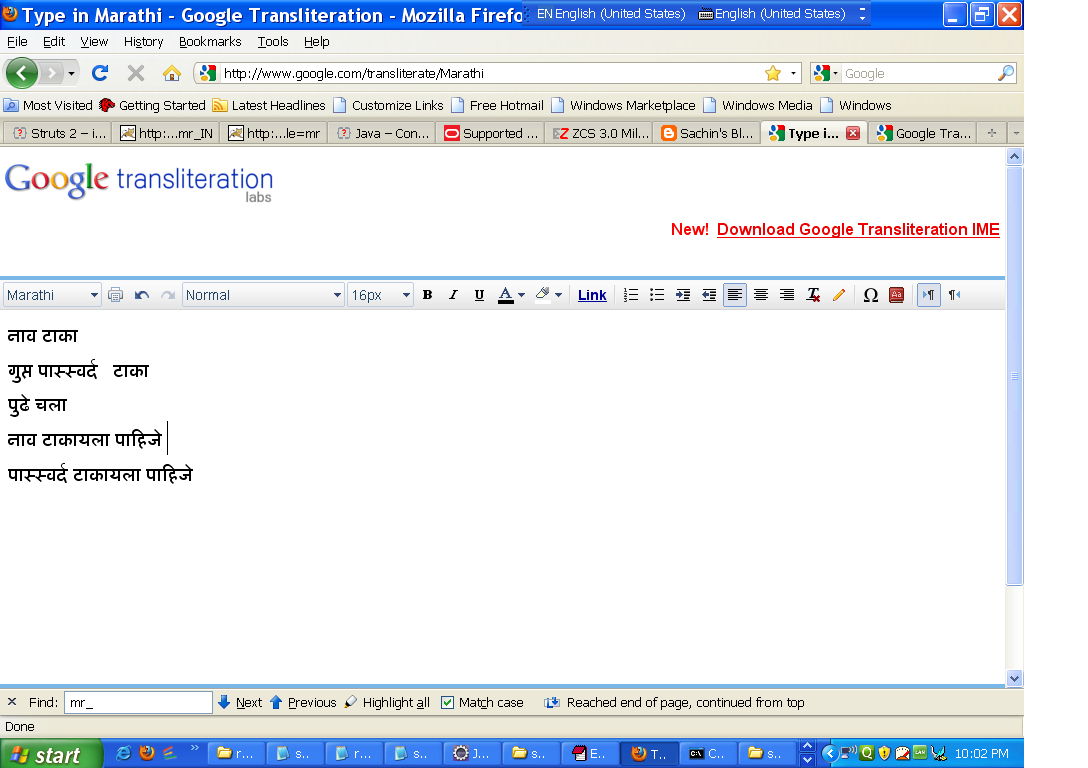 Type in Marathi - Google Transliteration - Mozilla Firefo
EN English (United States) English (United States)
File Edit View History Bookmarks Tools Help
http://www.google.com/transliterate/Marathi
Google
Most Visited Getting Started Latest Headlines Customize Links Free Hotmail Windows Marketplace Windows Media Windows
Struts 2 – i... http:...mr_IN http:...le=mr Java – Con... Supported ... ZCS 3.0 Mil... Sachin's Bl... Type i... Google Tra...
Google transliteration
labs
New! Download Google Transliteration IME
Marathi Normal 16px B I U A Link Ω Aa
नाव टाका
गुप्त पास्स्वर्द टाका
पुढे चला
नाव टाकायला पाहिजे
पास्स्वर्द टाकायला पाहिजे
Find: mr_ Next Previous Highlight all Match case Reached end of page, continued from top
Done
start r... s.. r... s.. J... s... E.. T.. C.. s.. 10:02 PM